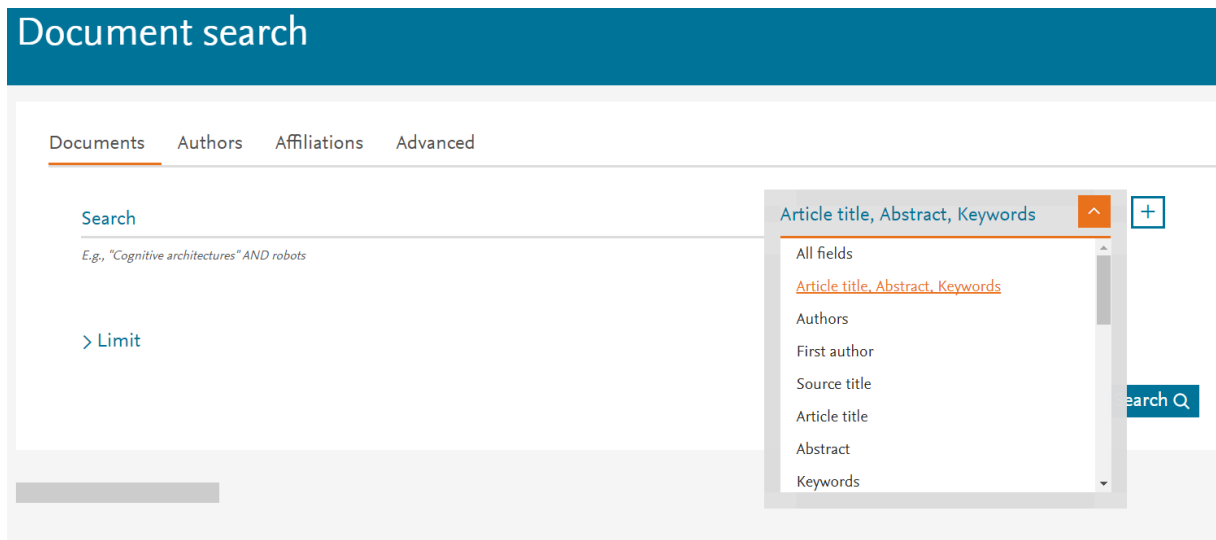 Document search
Documents Authors Affiliations Advanced
Search
E.g., "Cognitive architectures" AND robots
> Limit
Article title, Abstract, Keywords
All fields
Article title, Abstract, Keywords
Authors
First author
Source title
Article title
Abstract
Keywords
earch